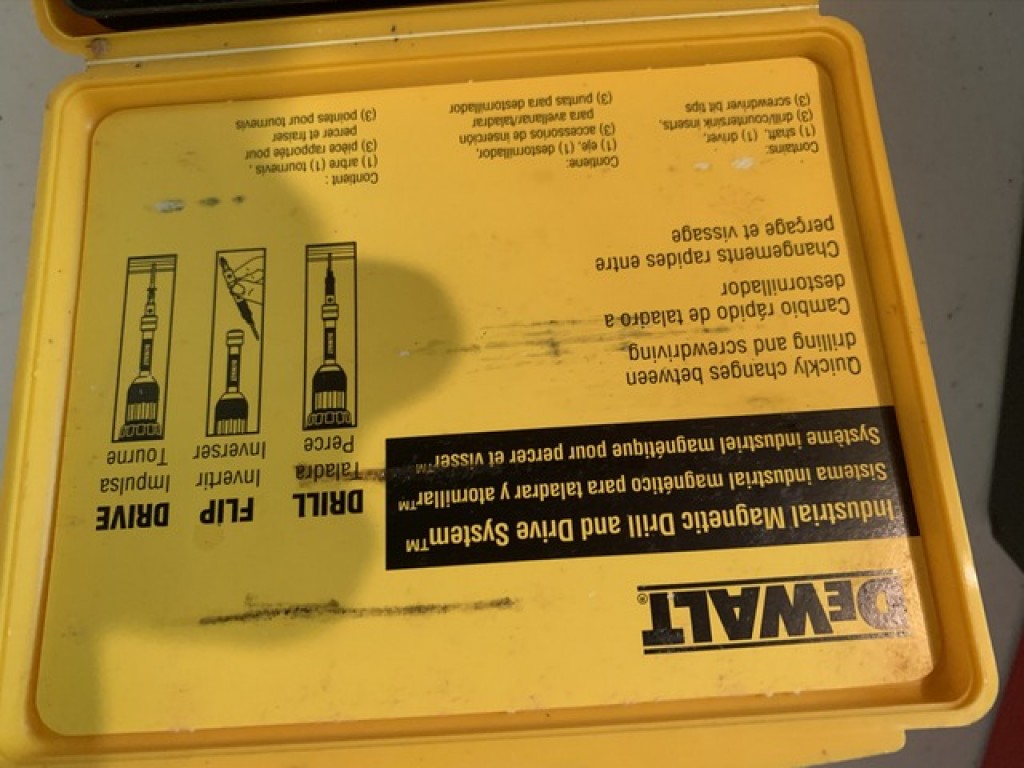 DEWALT®
Industrial Magnetic Drill and Drive System™
Sistema industrial magnético para taladrar y atornillar™
Système industriel magnétique pour percer et visser™
Quickly changes between
drilling and screwdriving
Cambio rápido de taladro a
destornillador
Changements rapides entre
perçage et vissage
Contains:
(1) shaft, (1) driver,
(3) drill/countersink inserts,
(3) screwdriver bit tips
Contiene:
(1) eje, (1) destornillador,
(3) accesorios de inserción
para avellanar/taladrar
(3) puntas para destornillador
DRILL
Taladra
Perce
FLIP
Invertir
Inverser
DRIVE
Impulsa
Tourne
Contient :
(1) arbre (1) tournevis,
(3) pièce rapportée pour
percer et fraiser
(3) pointes pour tournevis